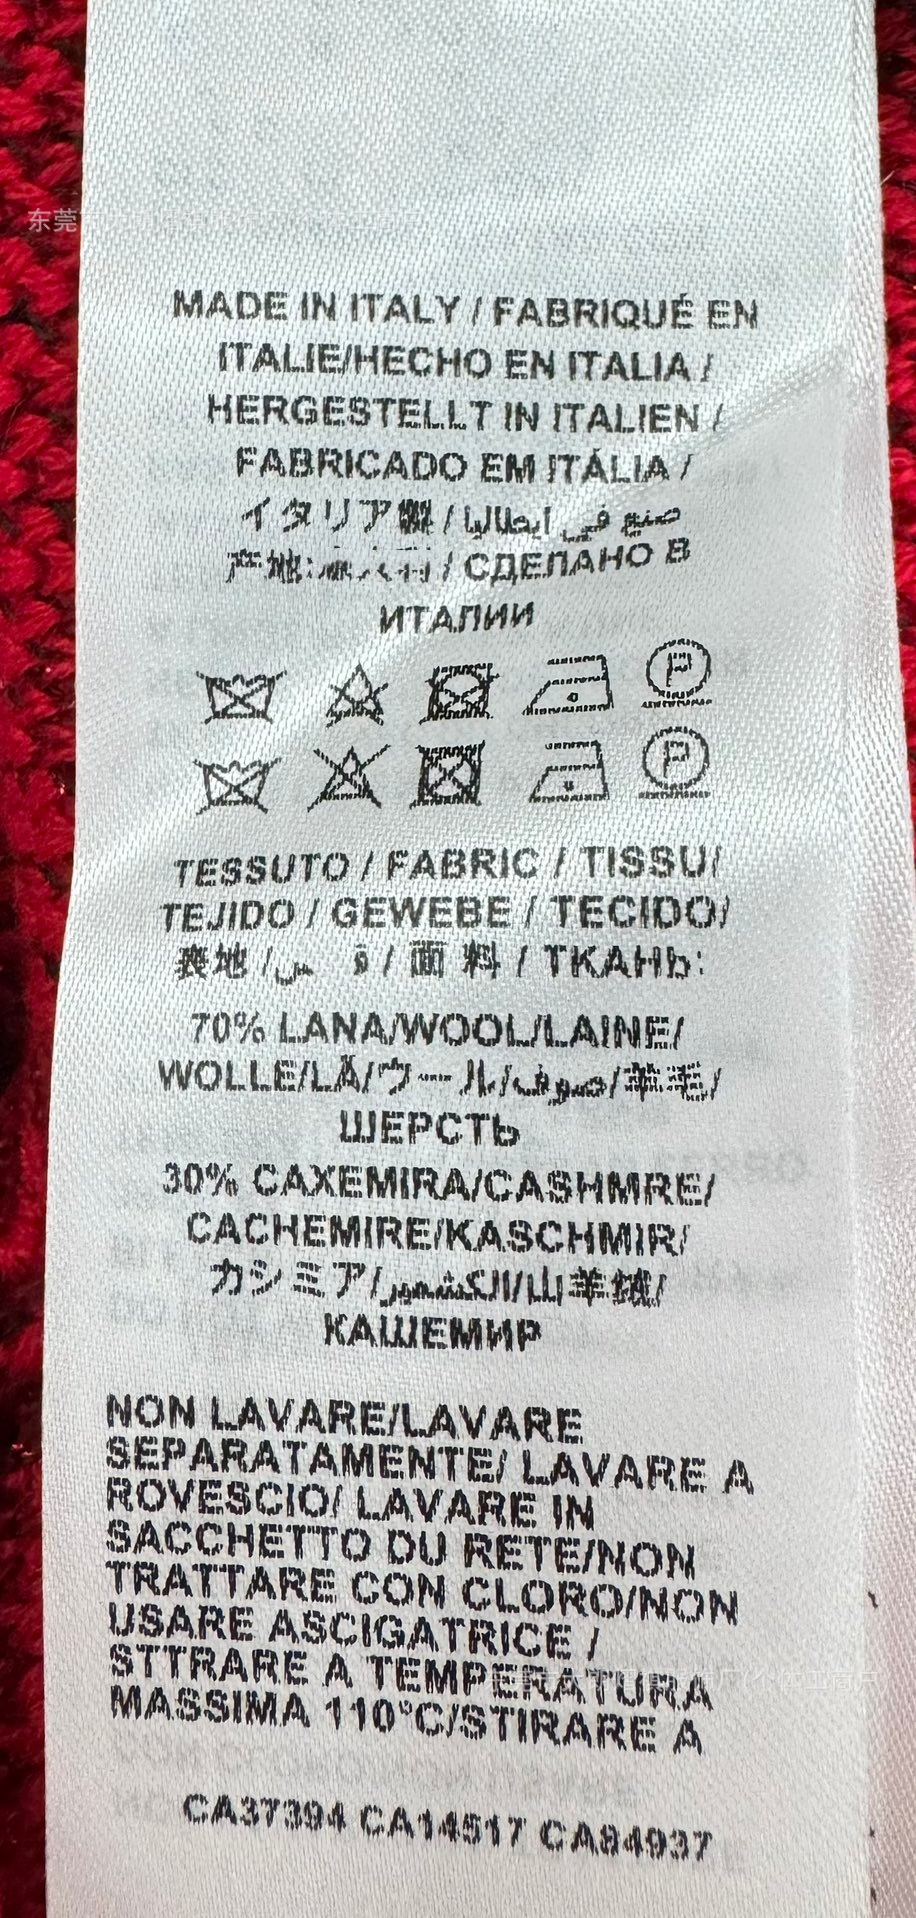 东莞
MADE IN ITALY / FABRIQUÉ EN
ITALIE/HECHO EN ITALIA /
HERGESTELLT IN ITALIEN /
FABRICADO EM ITÁLIA /
イタリア製 / صنع في إيطاليا
产地: / СДЕЛАНО В
ИТАЛИИ
P
P
TESSUTO / FABRIC / TISSU/
TEJIDO / GEWEBE / TECIDO/
表地 / / 面料 / ТКАНЬ:
70% LANA/WOOL/LAINE/
WOLLE/LÃ/ウール/صوف/羊毛/
ШЕРСТЬ
30% CAXEMIRA/CASHMRE/
CACHEMIRE/KASCHMIR/
カシミア/الكشمير/山羊绒/
КАШЕМИР
NON LAVARE/LAVARE
SEPARATAMENTE/ LAVARE A
ROVESCIO/ LAVARE IN
SACCHETTO DU RETE/NON
TRATTARE CON CLORO/NON
USARE ASCIGATRICE /
STTRARE A TEMPERATURA
MASSIMA 110°C/STIRARE A
CA37394 CA14517 CA84937